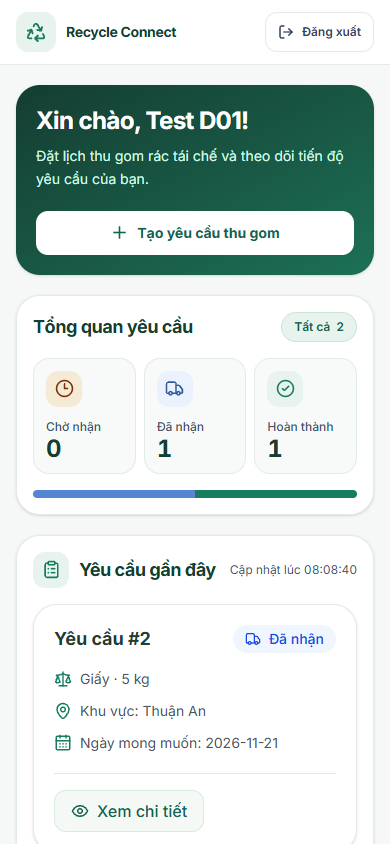 Recycle Connect
Đăng xuất
Xin chào, Test D01!
Đặt lịch thu gom rác tái chế và theo dõi tiến độ
yêu cầu của bạn.
Tạo yêu cầu thu gom
Tổng quan yêu cầu
Tất cả 2
Chờ nhận
0
Đã nhận
1
Hoàn thành
1
Yêu cầu gần đây
Cập nhật lúc 08:08:40
Yêu cầu #2
Đã nhận
Giấy · 5 kg
Khu vực: Thuận An
Ngày mong muốn: 2026-11-21
Xem chi tiết